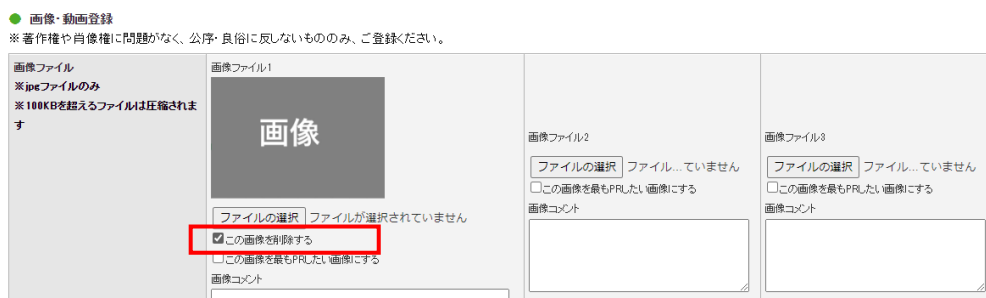 ● 画像・動画登録
※著作権や肖像権に問題がなく、公序・良俗に反しないもののみ、ご登録ください。
画像ファイル
※jpgファイルのみ
※100KBを超えるファイルは圧縮されま
す
画像ファイル1
画像
ファイルの選択 ファイルが選択されていません
この画像を削除する
この画像を最もPRしたい画像にする
画像コメント
画像ファイル2
ファイルの選択 ファイル...ていません
この画像を最もPRしたい画像にする
画像コメント
画像ファイル3
ファイルの選択 ファイル...ていません
この画像を最もPRしたい画像にする
画像コメント